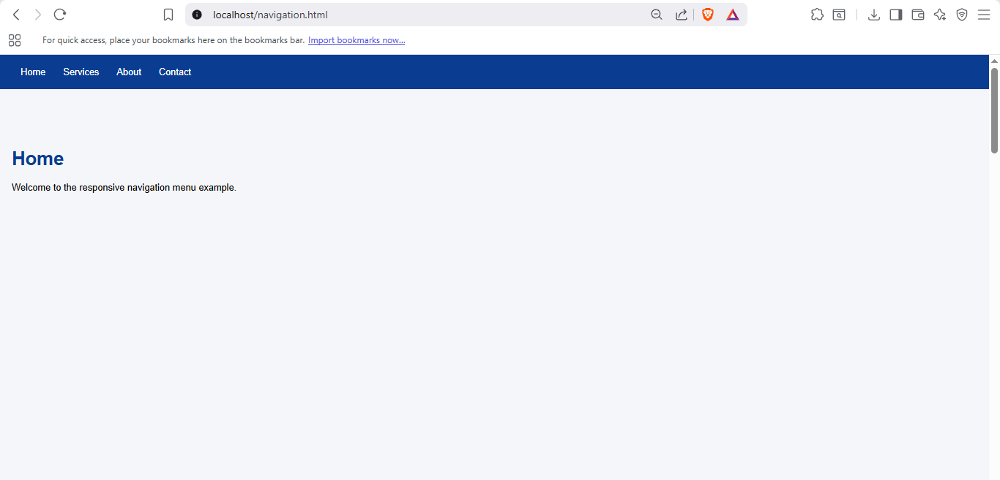 localhost/navigation.html
For quick access, place your bookmarks here on the bookmarks bar. Import bookmarks now...
Home Services About Contact
Home
Welcome to the responsive navigation menu example.